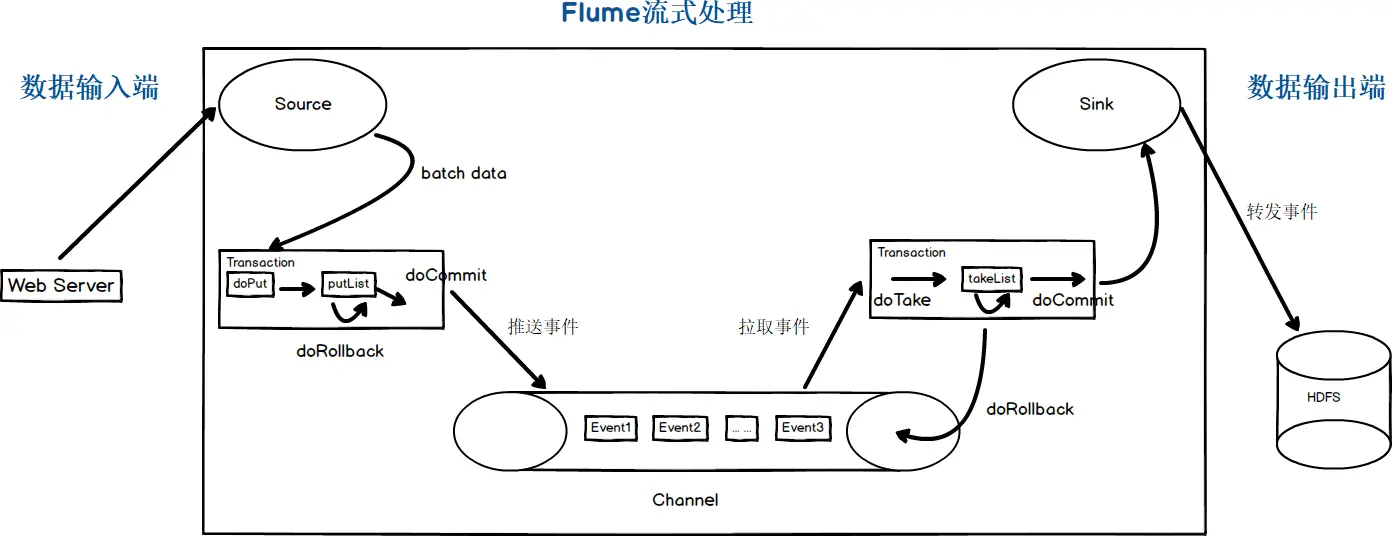 Flume流式处理
数据输入端
Source
Sink
数据输出端
batch data
转发事件
Transaction
doPut
putList
doCommit
doRollback
Web Server
推送事件
拉取事件
Transaction
doTake
takeList
doCommit
doRollback
HDFS
Event1
Event2
... ...
Event3
Channel